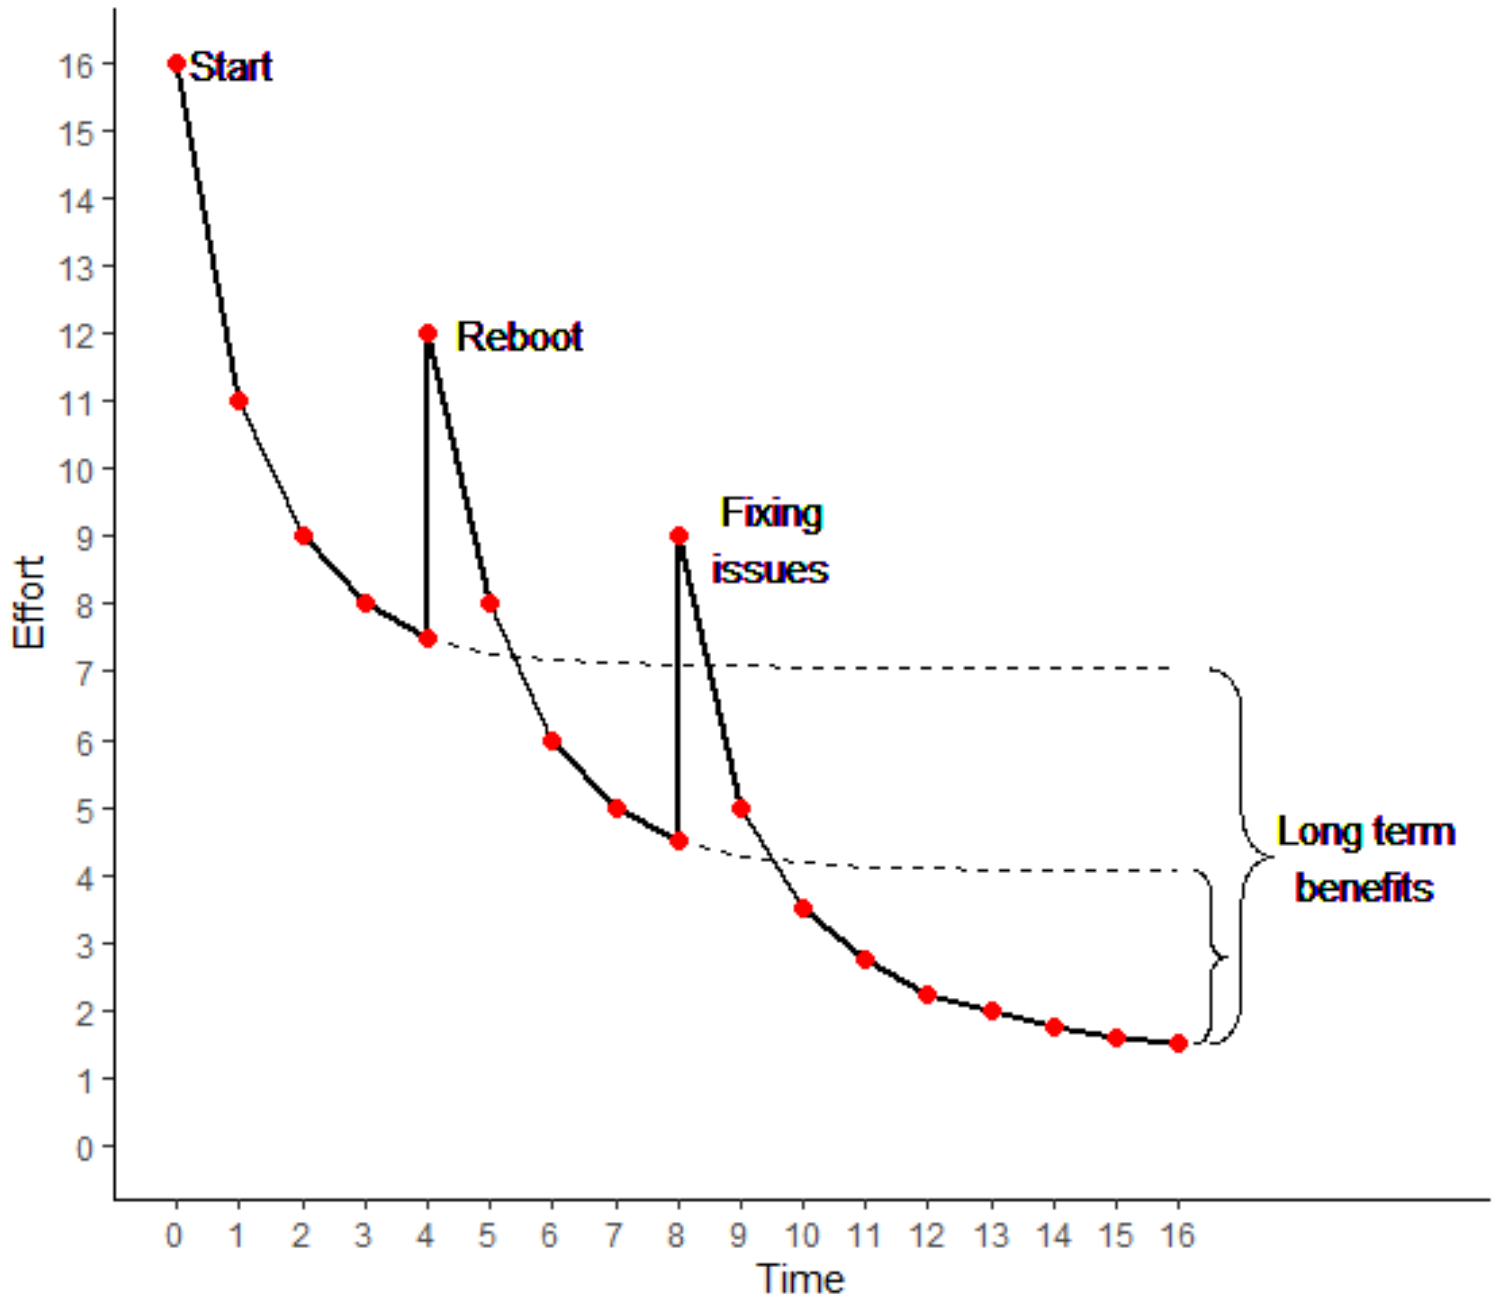 16
Start
15
14
13
12
Reboot
11
10
9
Fixing
issues
8
7
6
5
4
3
2
1
0
Effort
Long term
benefits
0 1 2 3 4 5 6 7 8 9 10 11 12 13 14 15 16
Time